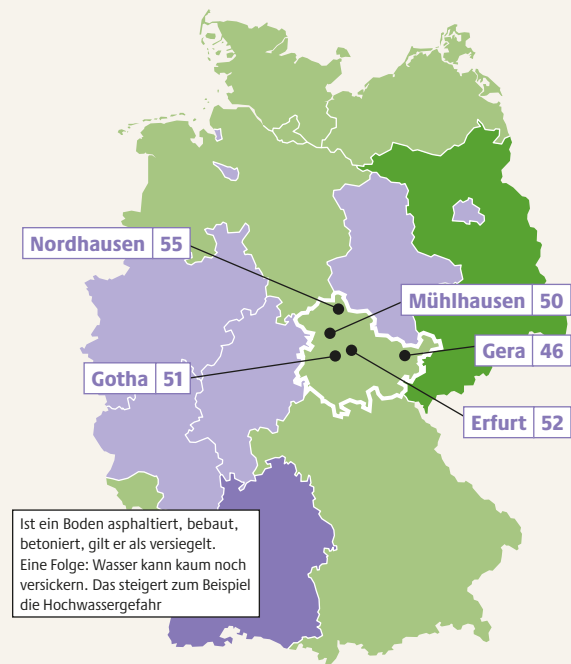 Nordhausen 55
Mühlhausen 50
Gera 46
Gotha 51
Erfurt 52
Ist ein Boden asphaltiert, bebaut,
betoniert, gilt er als versiegelt.
Eine Folge: Wasser kann kaum noch
versickern. Das steigert zum Beispiel
die Hochwassergefahr